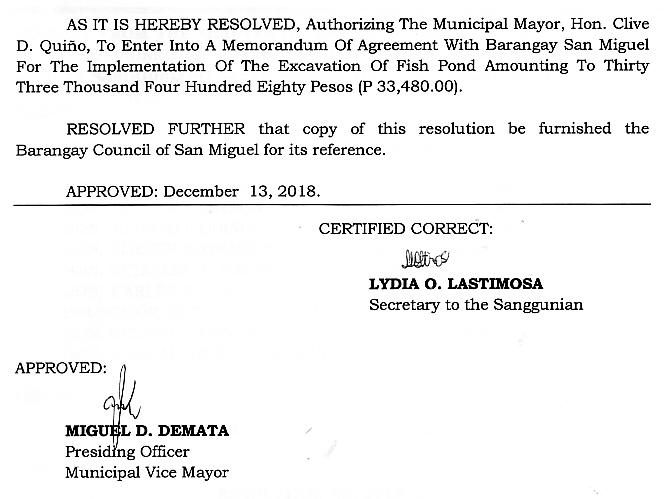 AS IT IS HEREBY RESOLVED, Authorizing The Municipal Mayor, Hon. Clive
D. Quiño, To Enter Into A Memorandum Of Agreement With Barangay San Miguel
For The Implementation Of The Excavation Of Fish Pond Amounting To Thirty
Three Thousand Four Hundred Eighty Pesos (P 33,480.00).
RESOLVED FURTHER that copy of this resolution be furnished the
Barangay Council of San Miguel for its reference.
APPROVED: December 13, 2018.
CERTIFIED CORRECT:
LYDIA O. LASTIMOSA
Secretary to the Sanggunian
APPROVED:
MIGUEL D. DEMATA
Presiding Officer
Municipal Vice Mayor